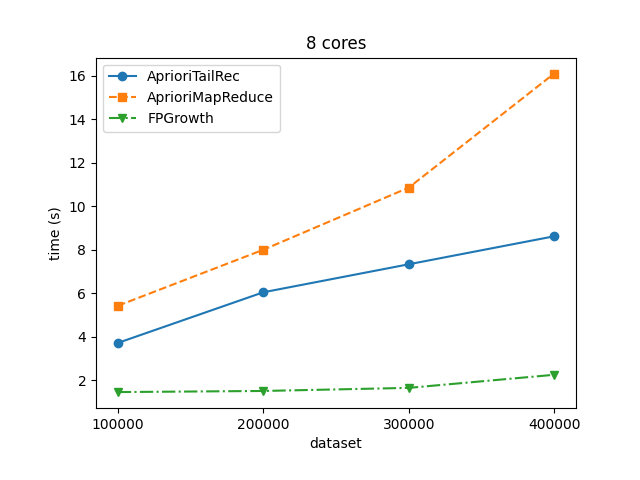 8 cores
AprioriTailRec
AprioriMapReduce
FPGrowth
16
14
12
10
8
6
4
2
time (s)
100000 200000 300000 400000
dataset